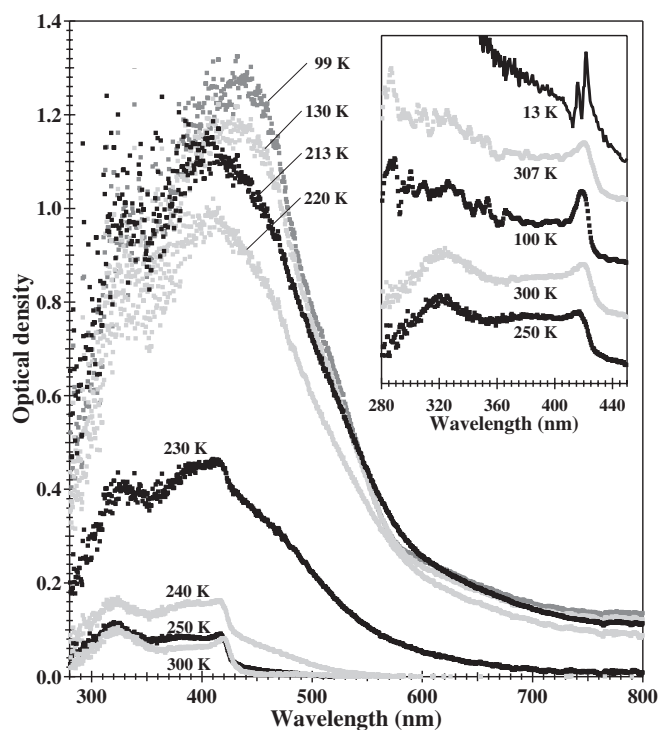 1.4
1.2
1.0
0.8
0.6
0.4
0.2
0.0
Optical density
300 400 500 600 700 800
Wavelength (nm)
99 K
130 K
213 K
220 K
230 K
240 K
250 K
300 K
13 K
307 K
100 K
300 K
250 K
280 320 360 400 440
Wavelength (nm)